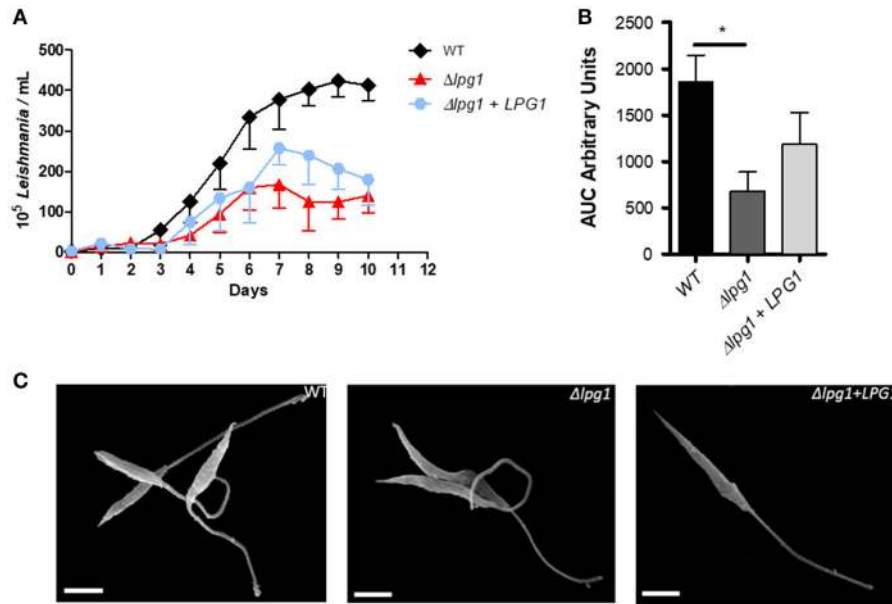 A
10⁵ Leishmania / mL
500
400
300
200
100
0
0 1 2 3 4 5 6 7 8 9 10 11 12
Days
WT
Δlpg1
Δlpg1 + LPG1
B
AUC Arbitrary Units
2500
2000
1500
1000
500
0
*
WT
Δlpg1
Δlpg1 + LPG1
C
WT
Δlpg1
Δlpg1+LPG1